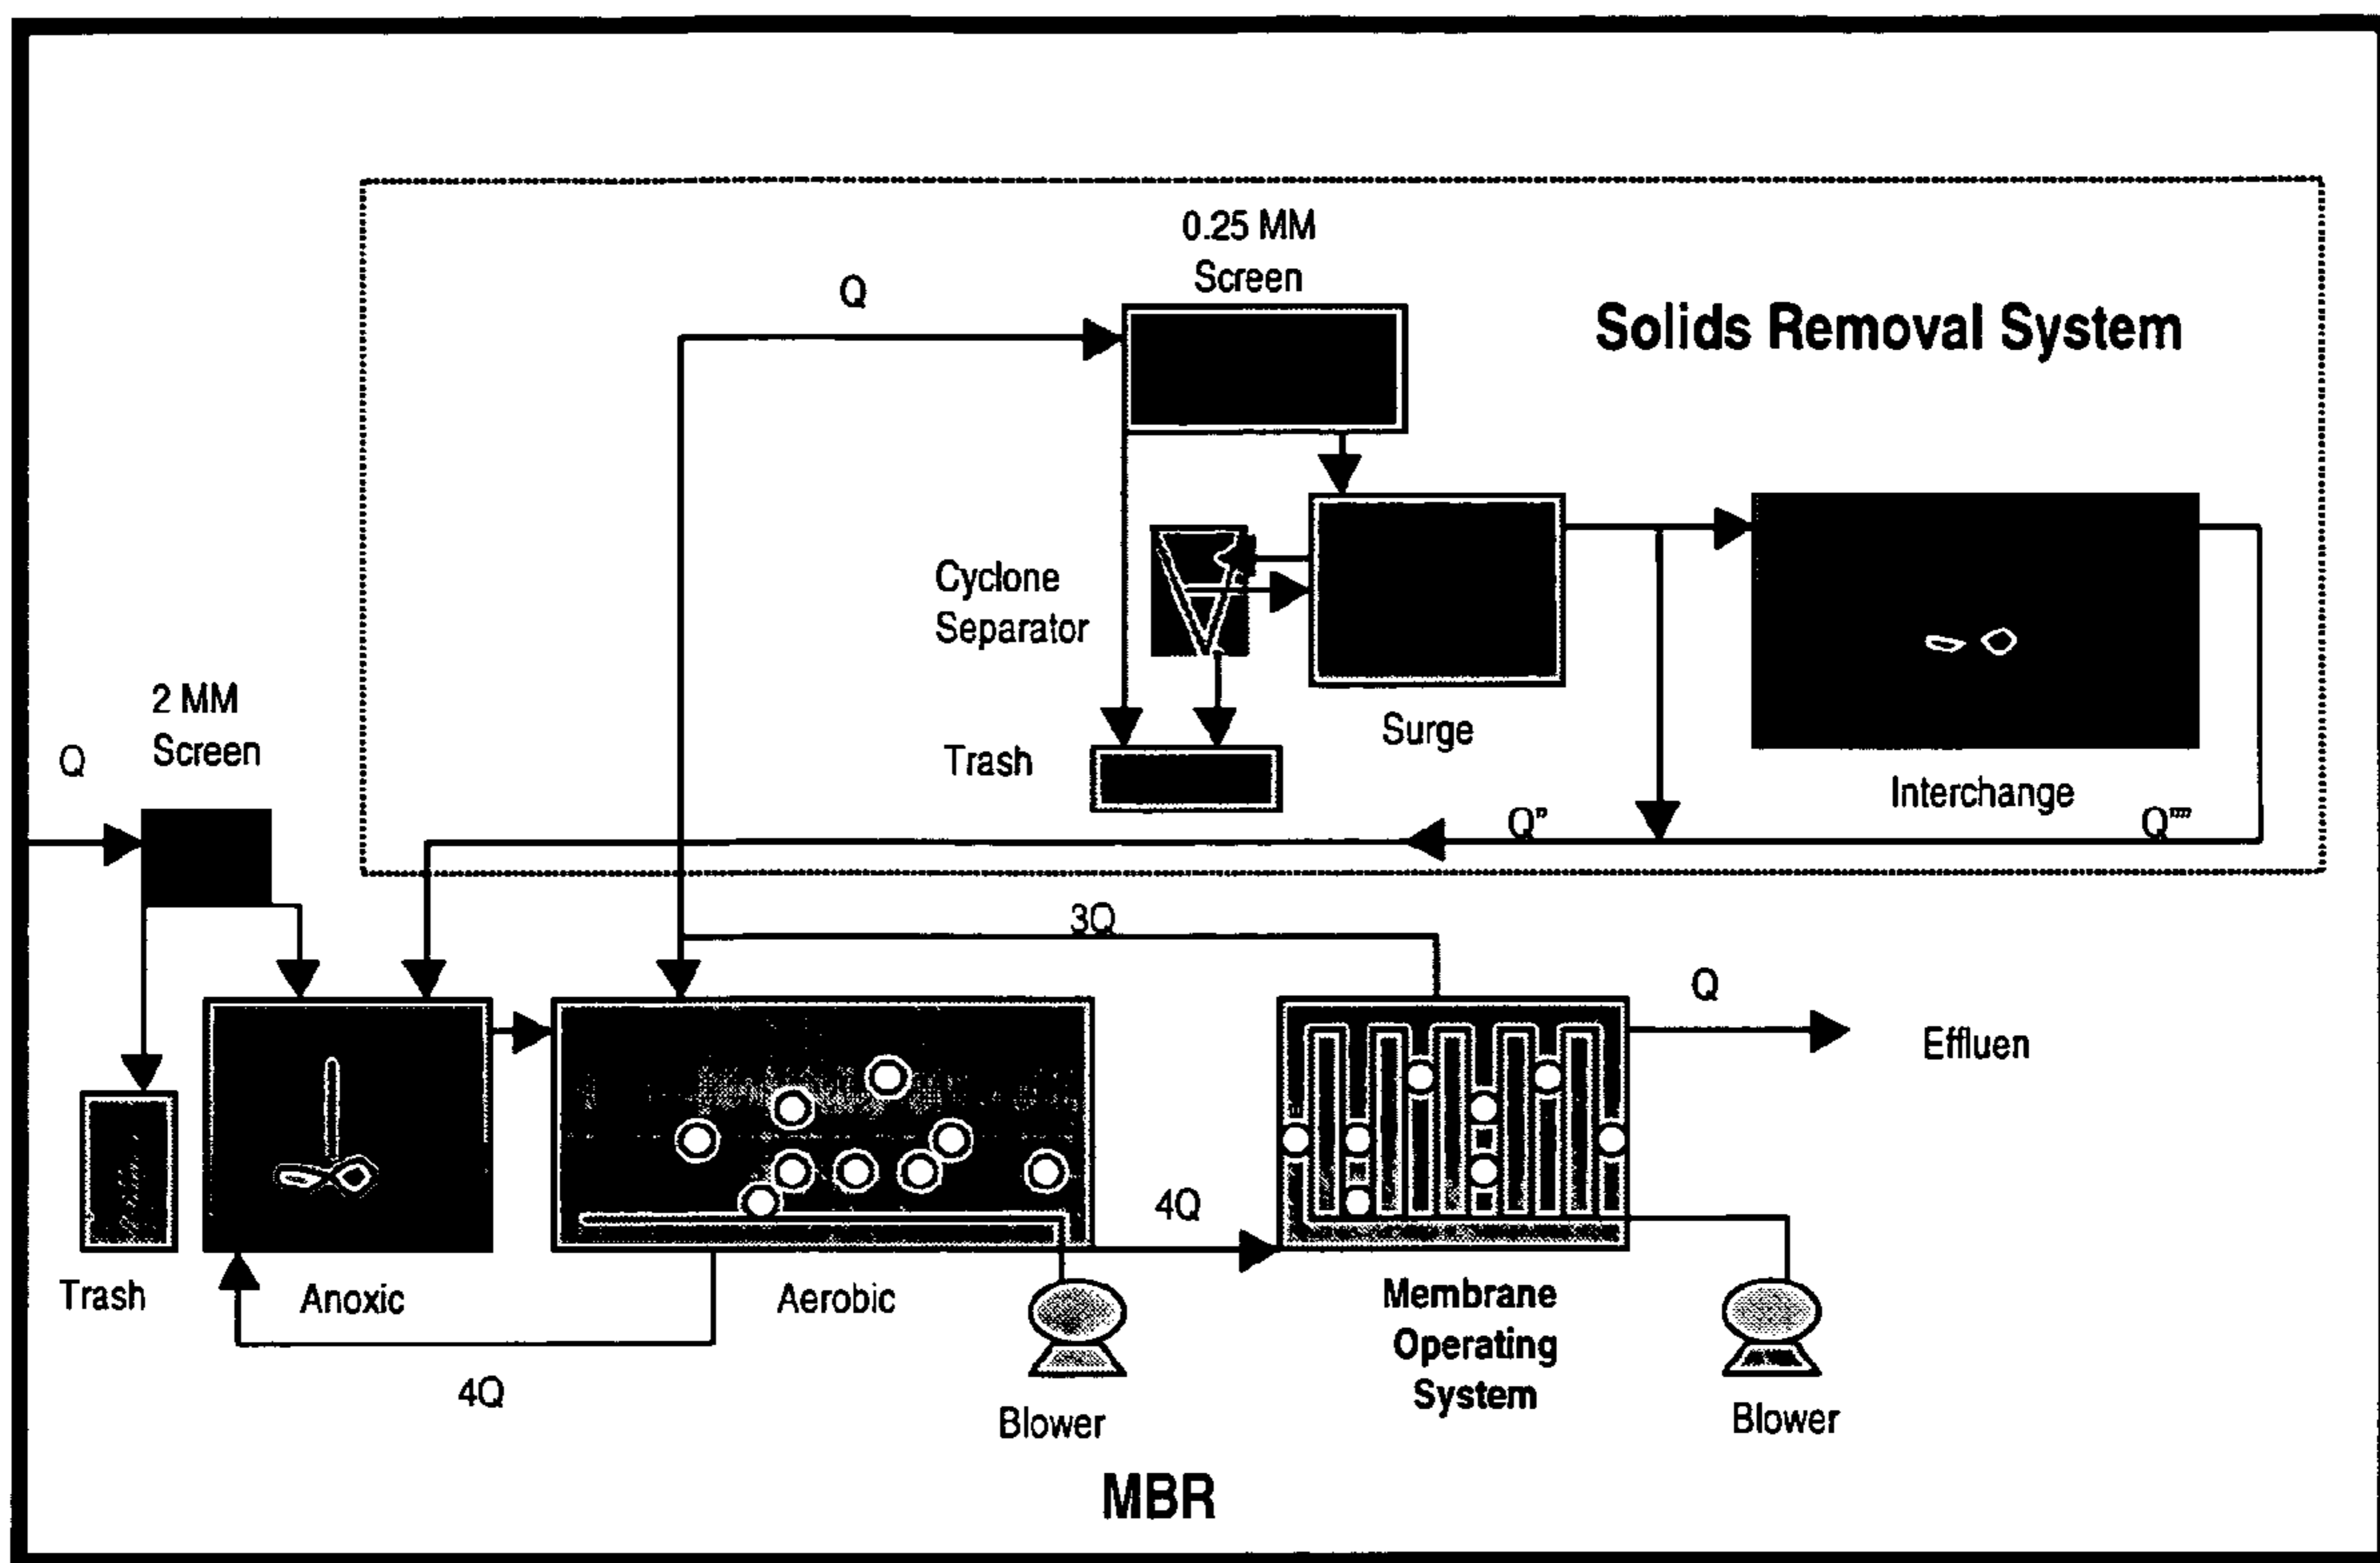 0.25 MM
Screen
Q
Solids Removal System
Cyclone
Separator
Surge
Trash
Interchange
Q"
Q""
2 MM
Screen
Q
3Q
Q
Effluen
4Q
Trash
Anoxic
Aerobic
Membrane
Operating
System
4Q
Blower
Blower
MBR